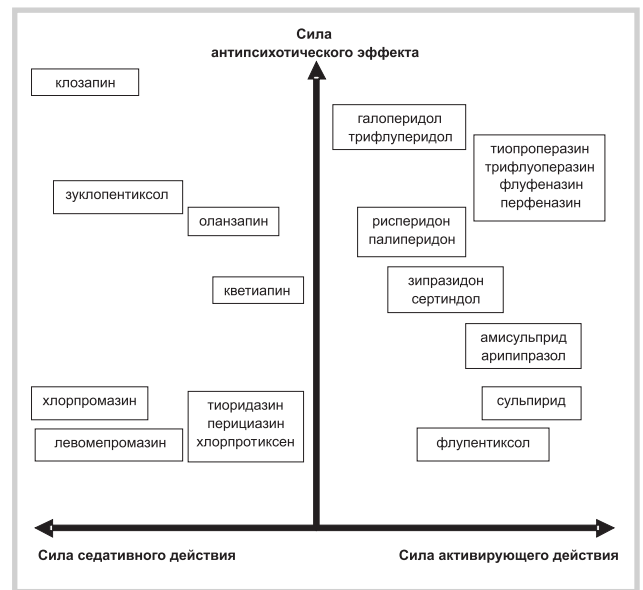 Сила
антипсихотического эффекта
клозапин
галоперидол
трифлуперидол
тиопроперазин
трифлуоперазин
флуфеназин
перфеназин
зуклопентиксол
оланзапин
рисперидон
палиперидон
кветиапин
зипразидон
сертиндол
амисульприд
арипипразол
хлорпромазин
тиоридазин
перициазин
хлорпротиксен
сульпирид
левомепромазин
флупентиксол
Сила седативного действия
Сила активирующего действия